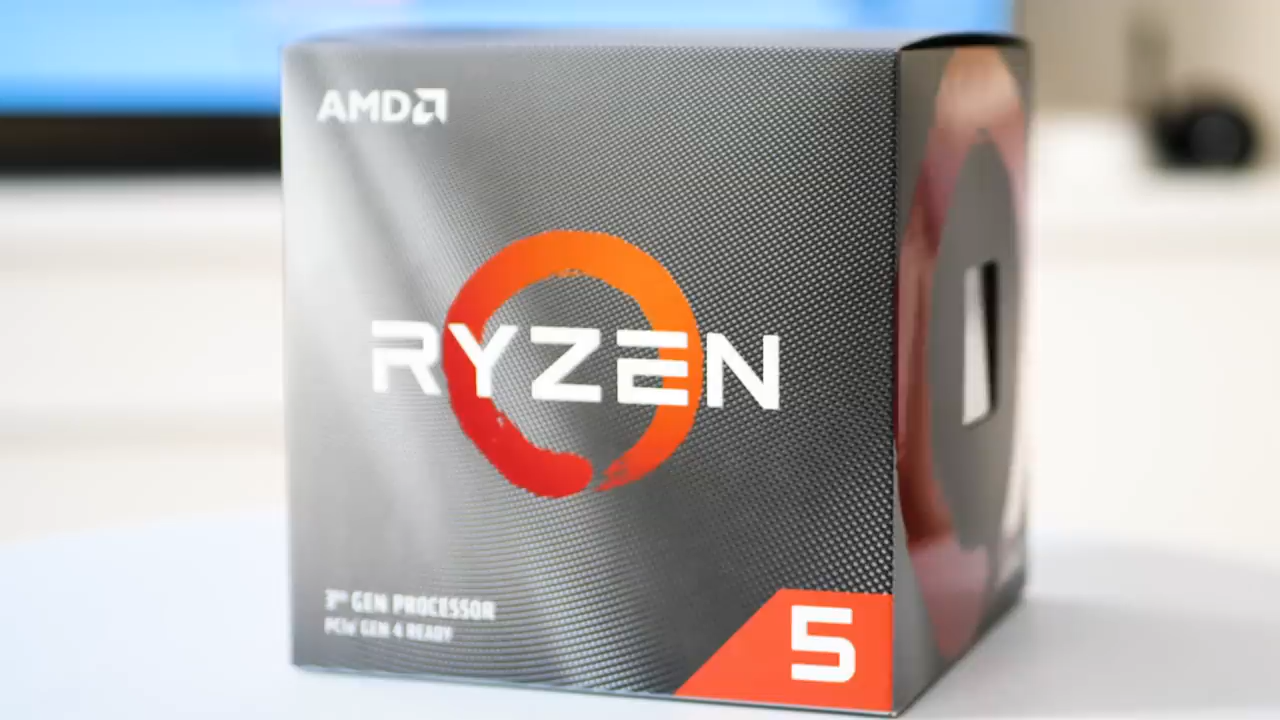 AMD
RYZEN
3rd GEN PROCESSOR
PCIe® GEN 4 READY
5